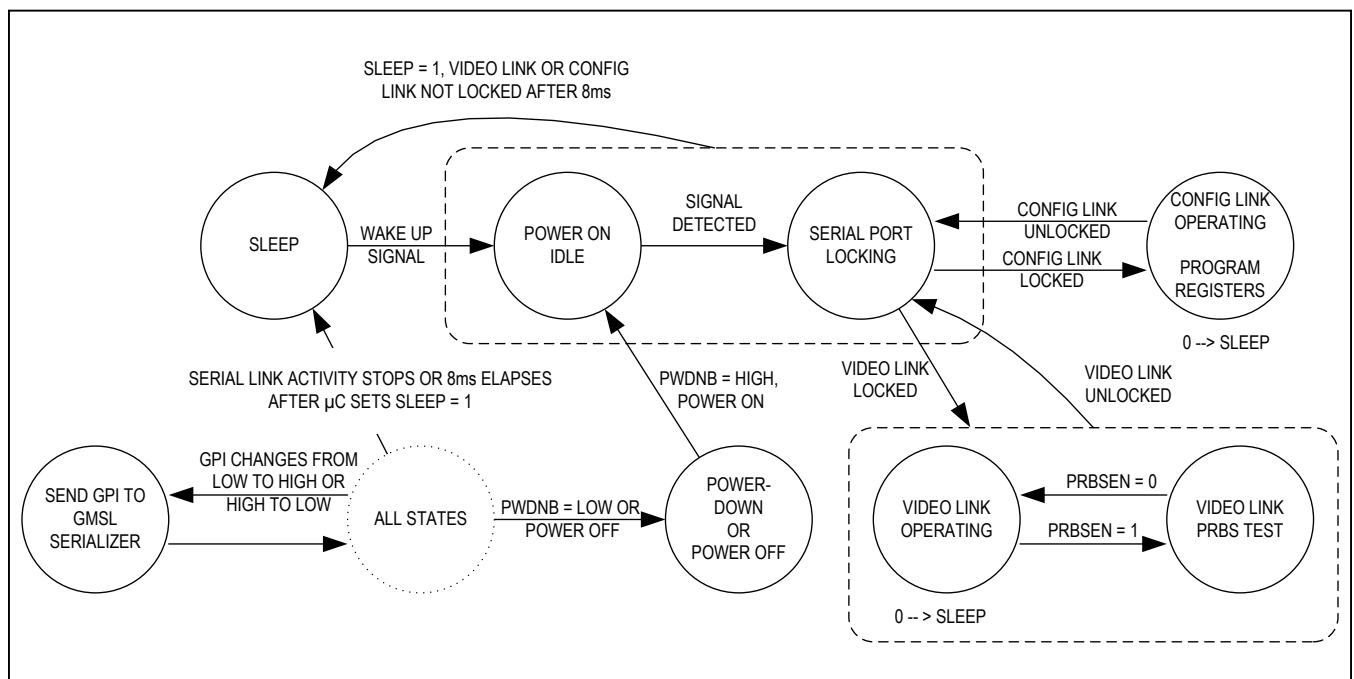 SLEEP = 1, VIDEO LINK OR CONFIG
LINK NOT LOCKED AFTER 8ms
SLEEP
WAKE UP
SIGNAL
POWER ON
IDLE
SIGNAL
DETECTED
SERIAL PORT
LOCKING
CONFIG LINK
UNLOCKED
CONFIG LINK
LOCKED
CONFIG LINK
OPERATING
PROGRAM
REGISTERS
0 --> SLEEP
SERIAL LINK ACTIVITY STOPS OR 8ms ELAPSES
AFTER µC SETS SLEEP = 1
PWDNB = HIGH,
POWER ON
VIDEO LINK
LOCKED
VIDEO LINK
UNLOCKED
SEND GPI TO
GMSL
SERIALIZER
GPI CHANGES FROM
LOW TO HIGH OR
HIGH TO LOW
ALL STATES
PWDNB = LOW OR
POWER OFF
POWER-
DOWN
OR
POWER OFF
VIDEO LINK
OPERATING
PRBSEN = 0
PRBSEN = 1
VIDEO LINK
PRBS TEST
0 -- > SLEEP